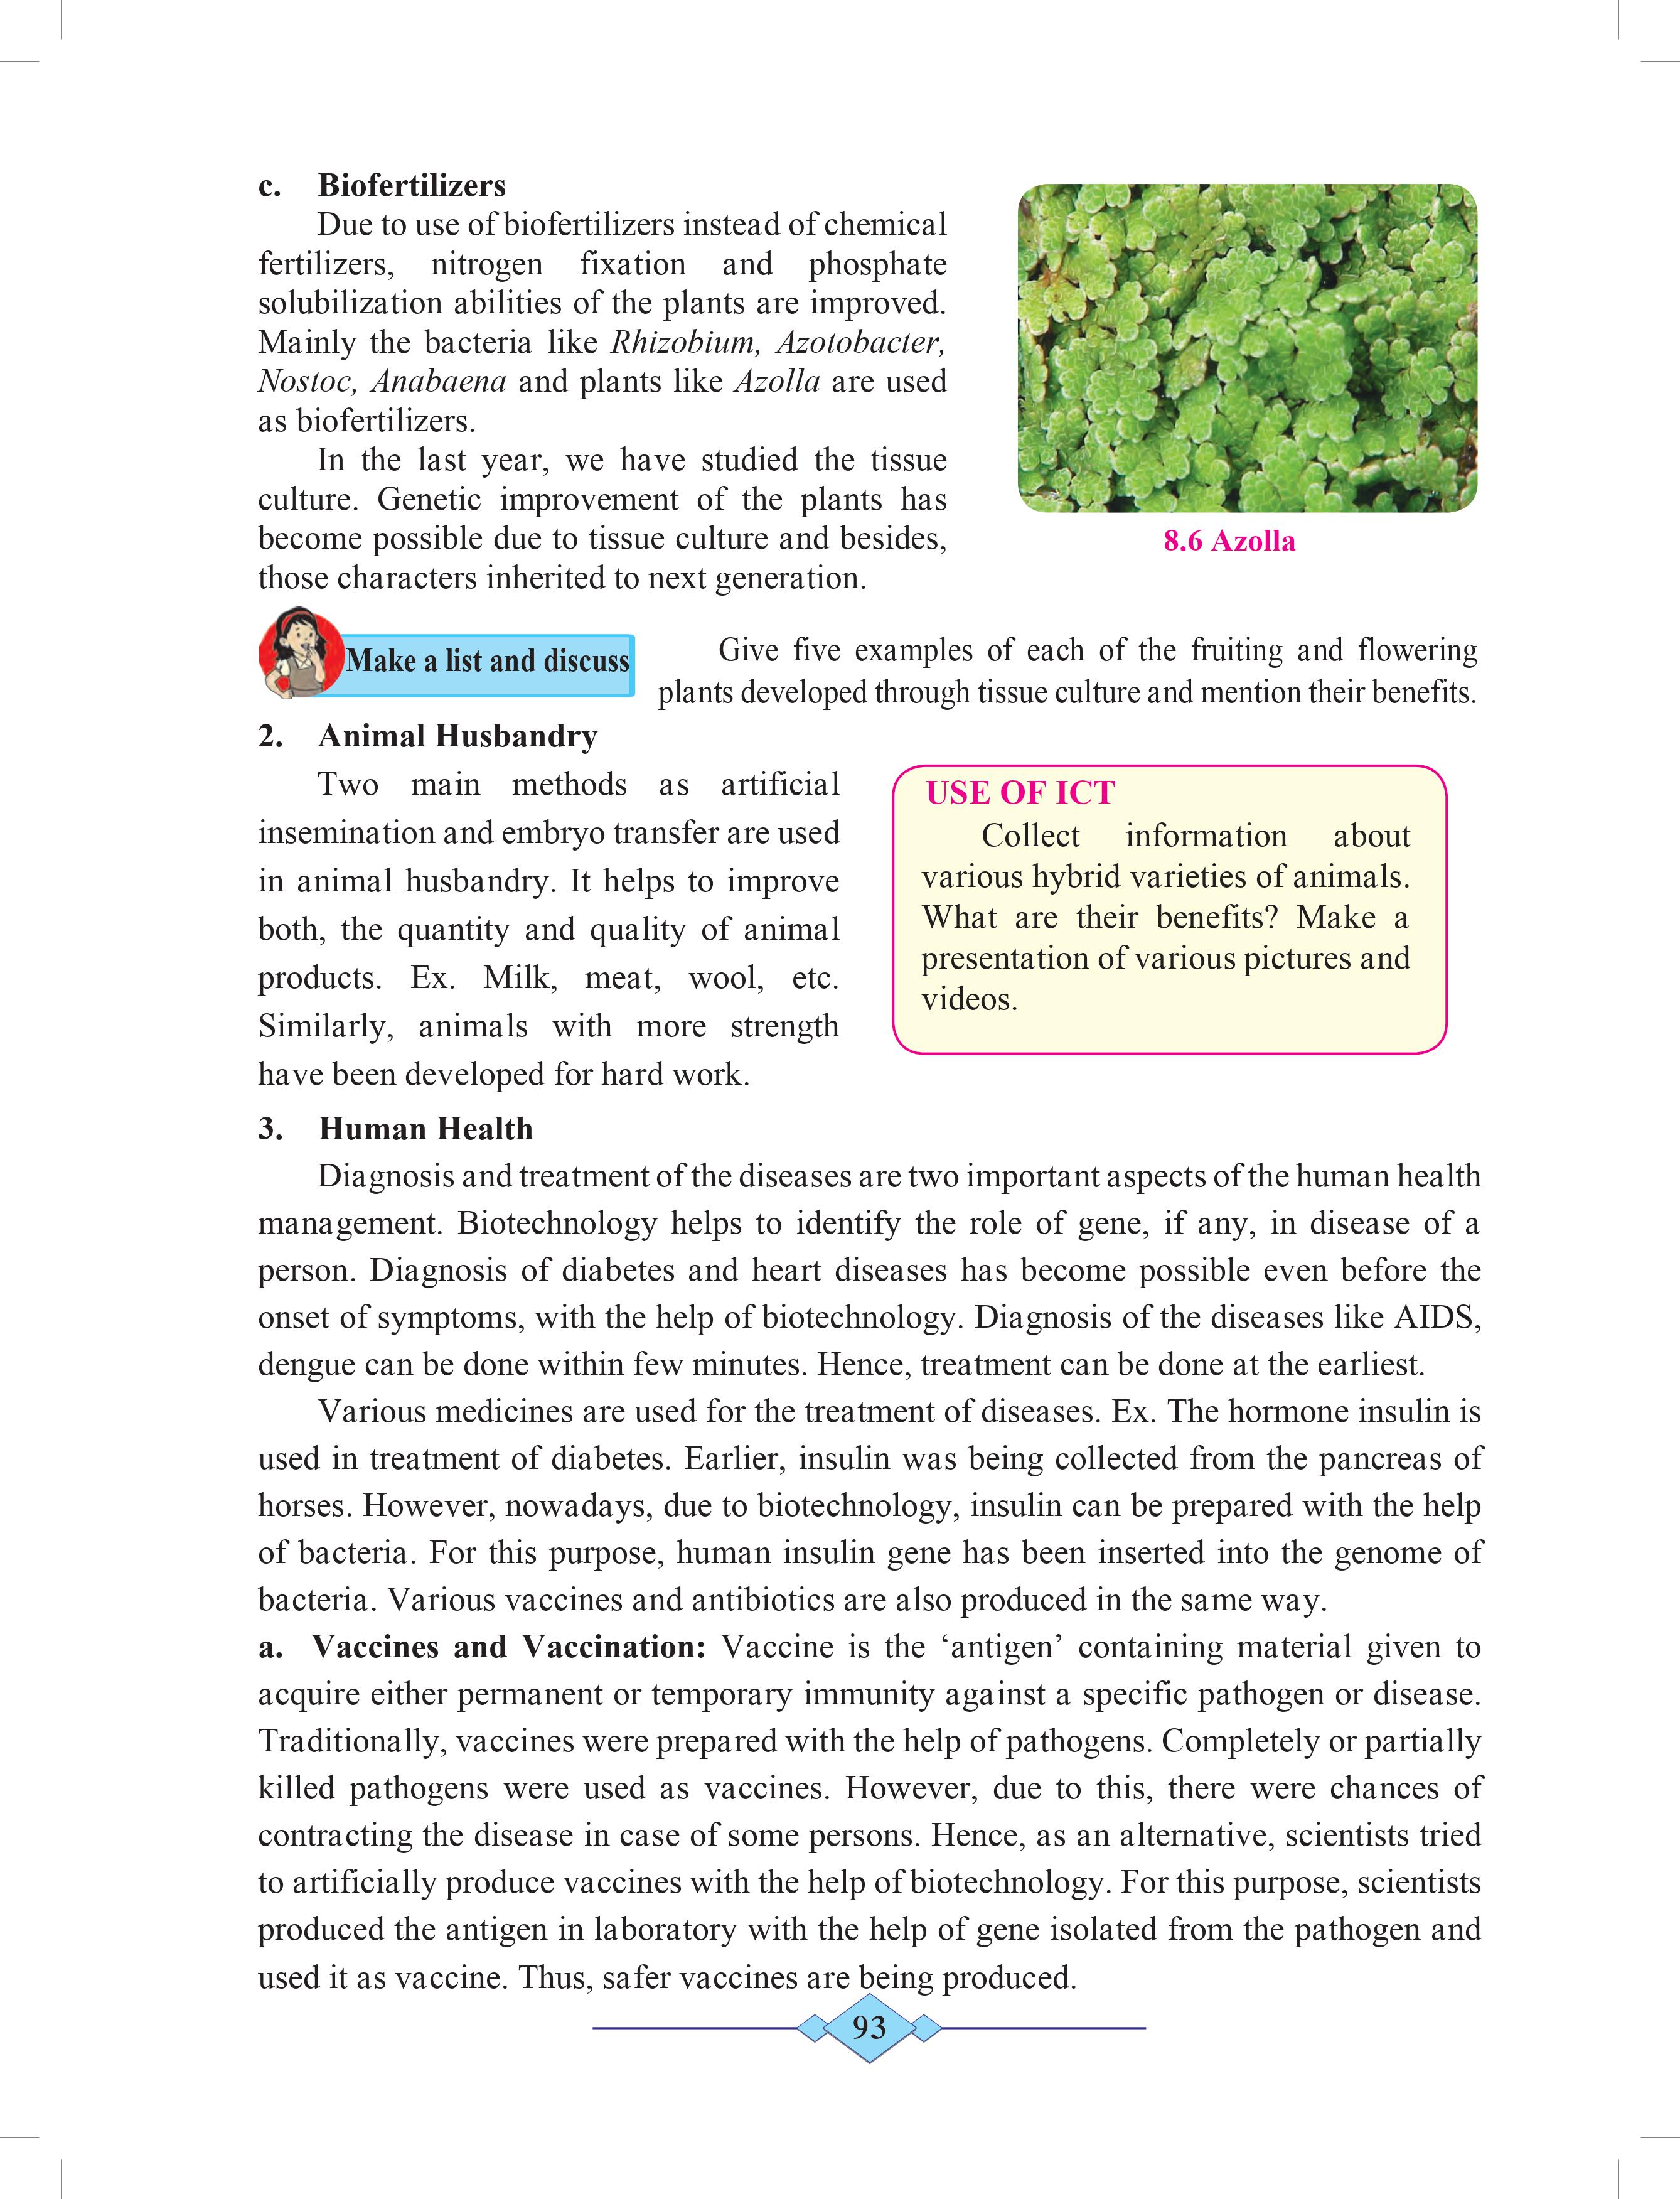 c. Biofertilizers
Due to use of biofertilizers instead of chemical
fertilizers, nitrogen fixation and phosphate
solubilization abilities of the plants are improved.
Mainly the bacteria like Rhizobium, Azotobacter,
Nostoc, Anabaena and plants like Azolla are used
as biofertilizers.
In the last year, we have studied the tissue
culture. Genetic improvement of the plants has
become possible due to tissue culture and besides,
those characters inherited to next generation.
8.6 Azolla
Make a list and discuss
Give five examples of each of the fruiting and flowering
plants developed through tissue culture and mention their benefits.
2. Animal Husbandry
Two main methods as artificial
insemination and embryo transfer are used
in animal husbandry. It helps to improve
both, the quantity and quality of animal
products. Ex. Milk, meat, wool, etc.
Similarly, animals with more strength
have been developed for hard work.
USE OF ICT
Collect information about
various hybrid varieties of animals.
What are their benefits? Make a
presentation of various pictures and
videos.
3. Human Health
Diagnosis and treatment of the diseases are two important aspects of the human health
management. Biotechnology helps to identify the role of gene, if any, in disease of a
person. Diagnosis of diabetes and heart diseases has become possible even before the
onset of symptoms, with the help of biotechnology. Diagnosis of the diseases like AIDS,
dengue can be done within few minutes. Hence, treatment can be done at the earliest.
Various medicines are used for the treatment of diseases. Ex. The hormone insulin is
used in treatment of diabetes. Earlier, insulin was being collected from the pancreas of
horses. However, nowadays, due to biotechnology, insulin can be prepared with the help
of bacteria. For this purpose, human insulin gene has been inserted into the genome of
bacteria. Various vaccines and antibiotics are also produced in the same way.
a. Vaccines and Vaccination: Vaccine is the ‘antigen’ containing material given to
acquire either permanent or temporary immunity against a specific pathogen or disease.
Traditionally, vaccines were prepared with the help of pathogens. Completely or partially
killed pathogens were used as vaccines. However, due to this, there were chances of
contracting the disease in case of some persons. Hence, as an alternative, scientists tried
to artificially produce vaccines with the help of biotechnology. For this purpose, scientists
produced the antigen in laboratory with the help of gene isolated from the pathogen and
used it as vaccine. Thus, safer vaccines are being produced.
93